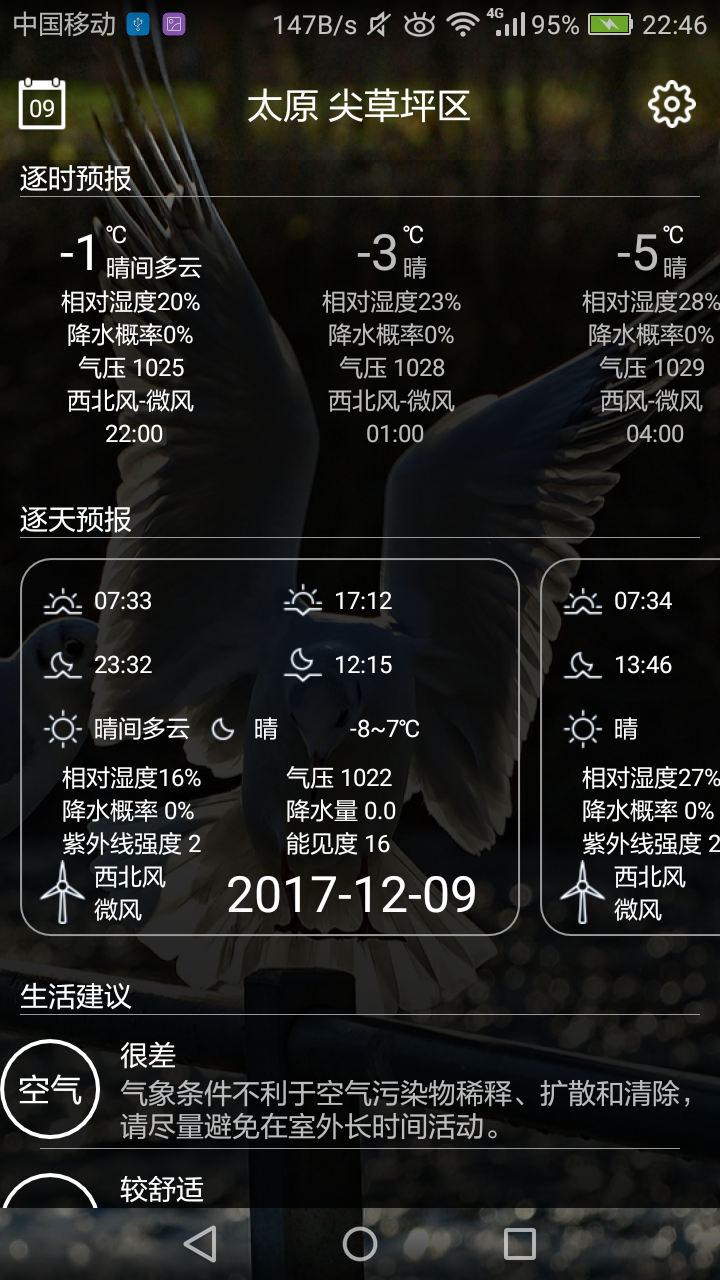 中国移动 147B/s 4G 95% 22:46
09 太原 尖草坪区
逐时预报
-1℃ 晴间多云 -3℃ 晴 -5℃ 晴
相对湿度20% 相对湿度23% 相对湿度28%
降水概率0% 降水概率0% 降水概率0%
气压 1025 气压 1028 气压 1029
西北风-微风 西北风-微风 西风-微风
22:00 01:00 04:00
逐天预报
07:33 17:12 07:34
23:32 12:15 13:46
晴间多云 晴 -8~7℃ 晴
相对湿度16% 气压 1022 相对湿度27%
降水概率 0% 降水量 0.0 降水概率 0%
紫外线强度 2 能见度 16 紫外线强度 2
西北风 西北风
微风 2017-12-09 微风
生活建议
很差
空气 气象条件不利于空气污染物稀释、扩散和清除，
请尽量避免在室外长时间活动。
较舒适